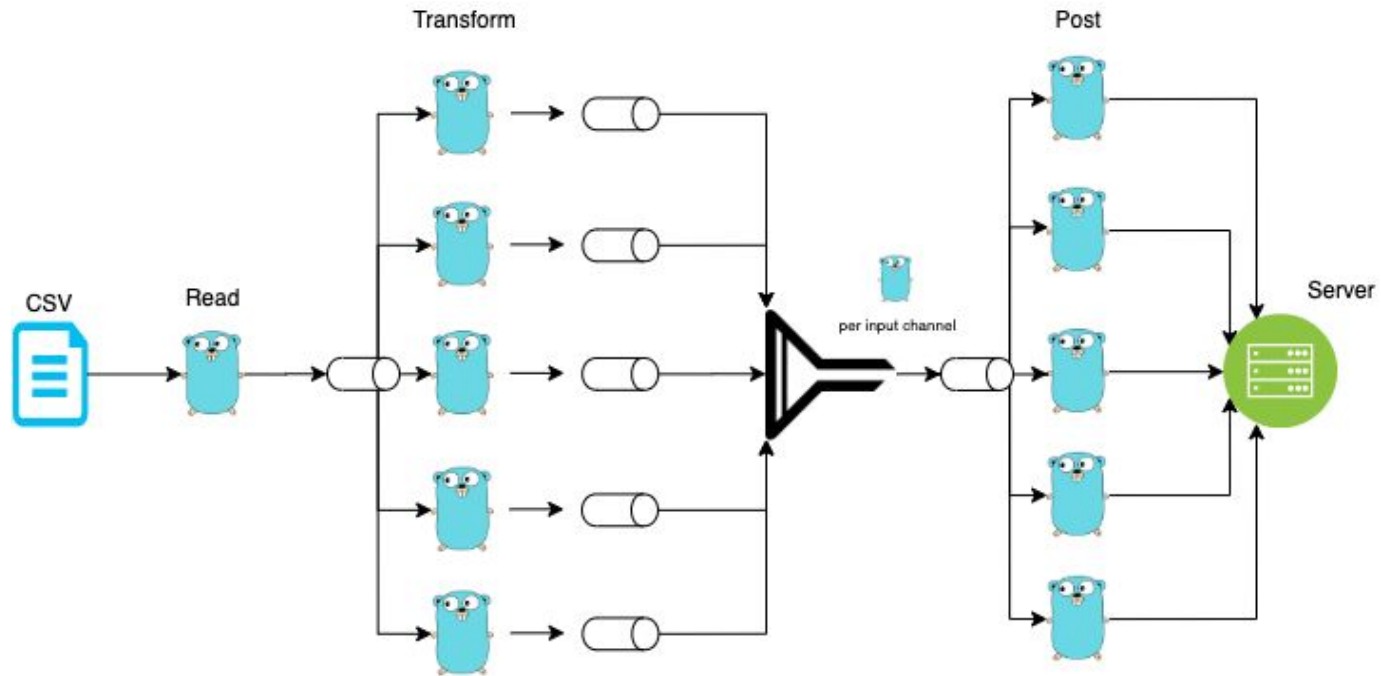 Transform
Post
CSV
Read
per input channel
Server